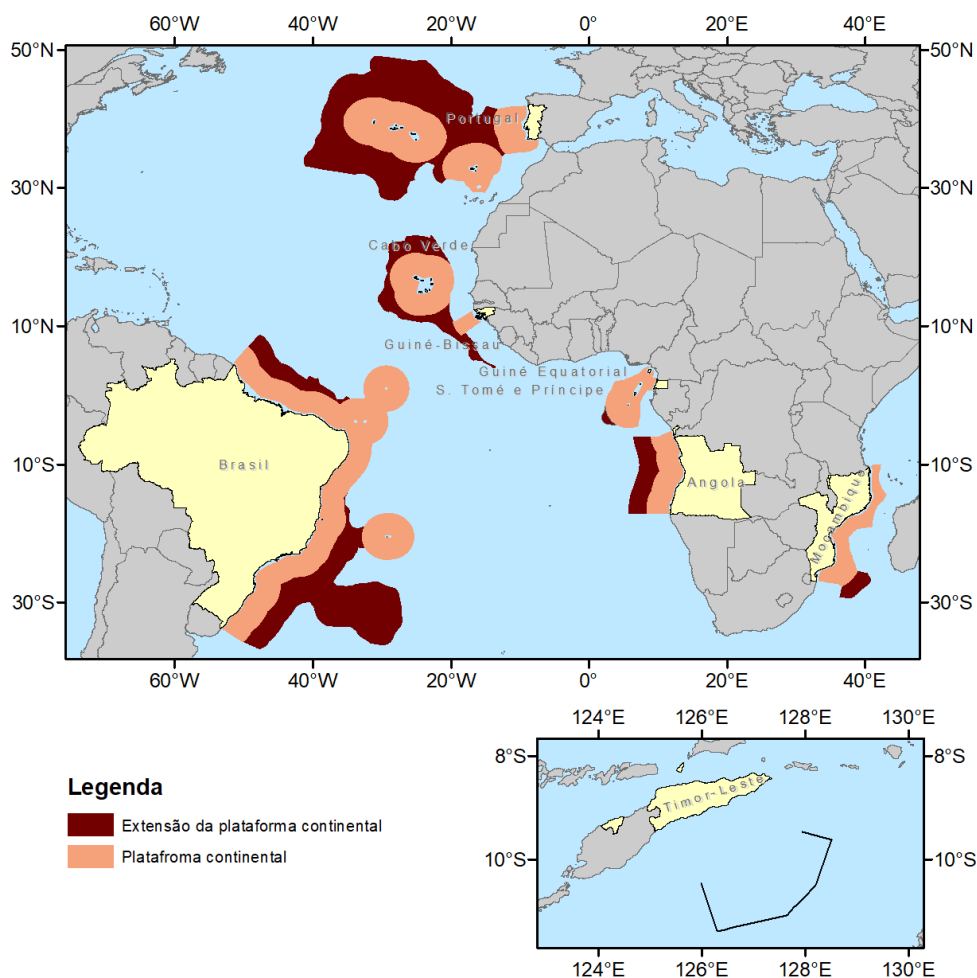 60°W 40°W 20°W 0° 20°E 40°E
50°N 50°N
Portugal
30°N 30°N
Cabo Verde
10°N 10°N
Guiné-Bissau
Guiné Equatorial
S. Tomé e Príncipe
Brasil
10°S 10°S
Angola
Moçambique
30°S 30°S
60°W 40°W 20°W 0° 20°E 40°E
124°E 126°E 128°E 130°E
8°S 8°S
Timor-Leste
Legenda
Extensão da plataforma continental
Platafroma continental
10°S 10°S
124°E 126°E 128°E 130°E